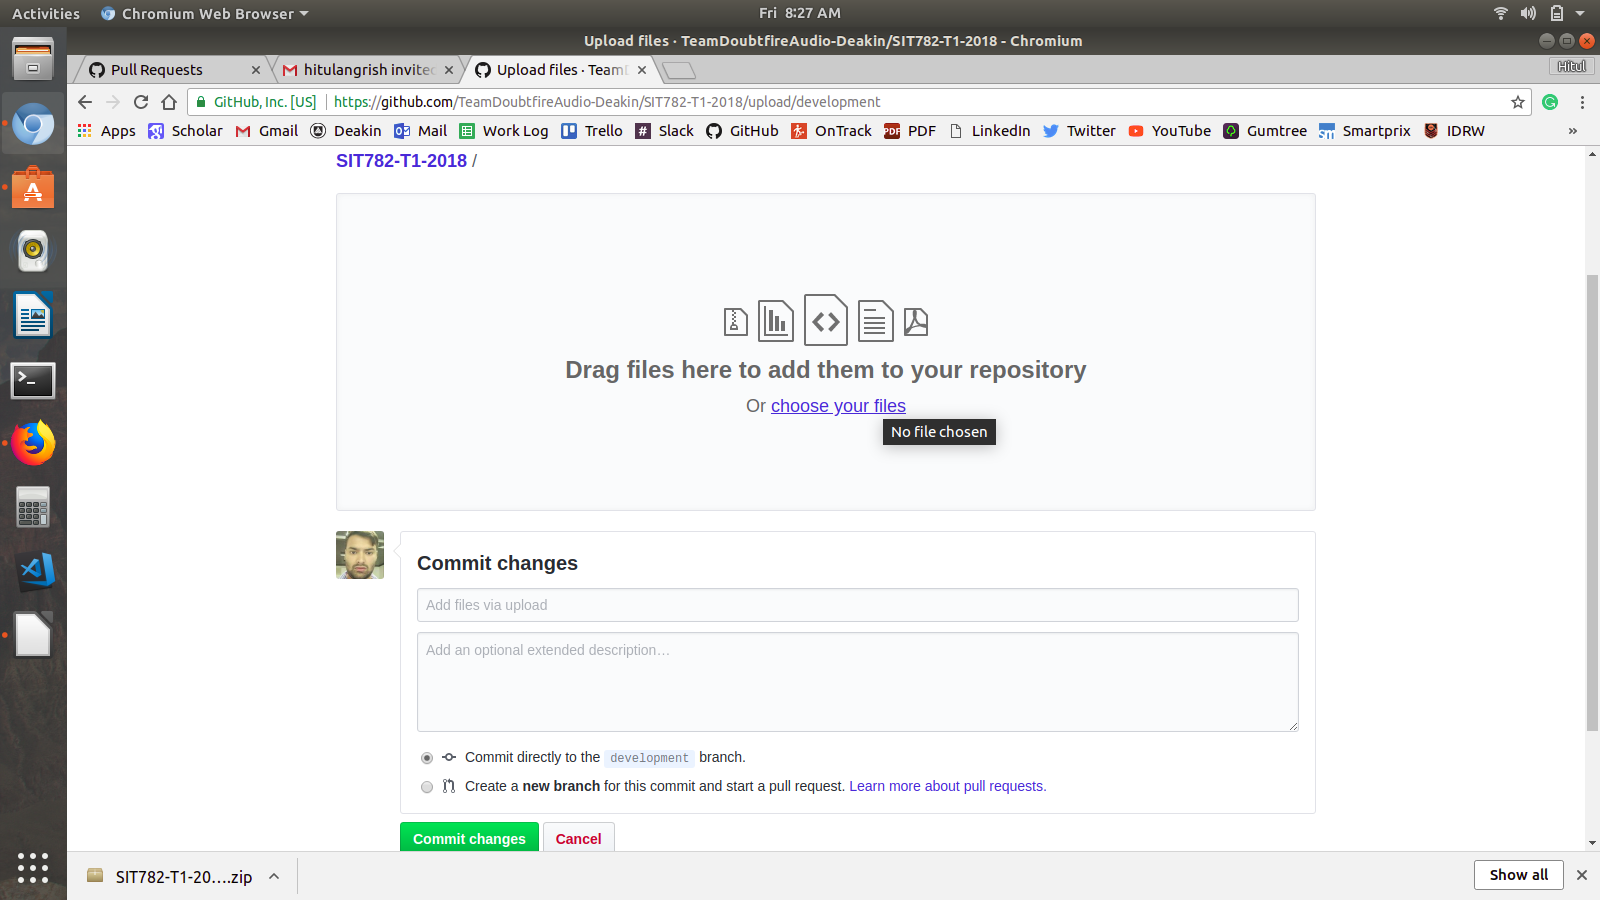 Activities Chromium Web Browser Fri 8:27 AM
Upload files · TeamDoubtfireAudio-Deakin/SIT782-T1-2018 - Chromium
Pull Requests hitulangrish invited Upload files · TeamD Hitul
GitHub, Inc. [US] https://github.com/TeamDoubtfireAudio-Deakin/SIT782-T1-2018/upload/development
Apps Scholar Gmail Deakin Mail Work Log Trello Slack GitHub OnTrack PDF LinkedIn Twitter YouTube Gumtree Smartprix IDRW »
SIT782-T1-2018 /
Drag files here to add them to your repository
Or choose your files
No file chosen
Commit changes
Add files via upload
Add an optional extended description…
Commit directly to the development branch.
Create a new branch for this commit and start a pull request. Learn more about pull requests.
Commit changes Cancel
SIT782-T1-20….zip Show all